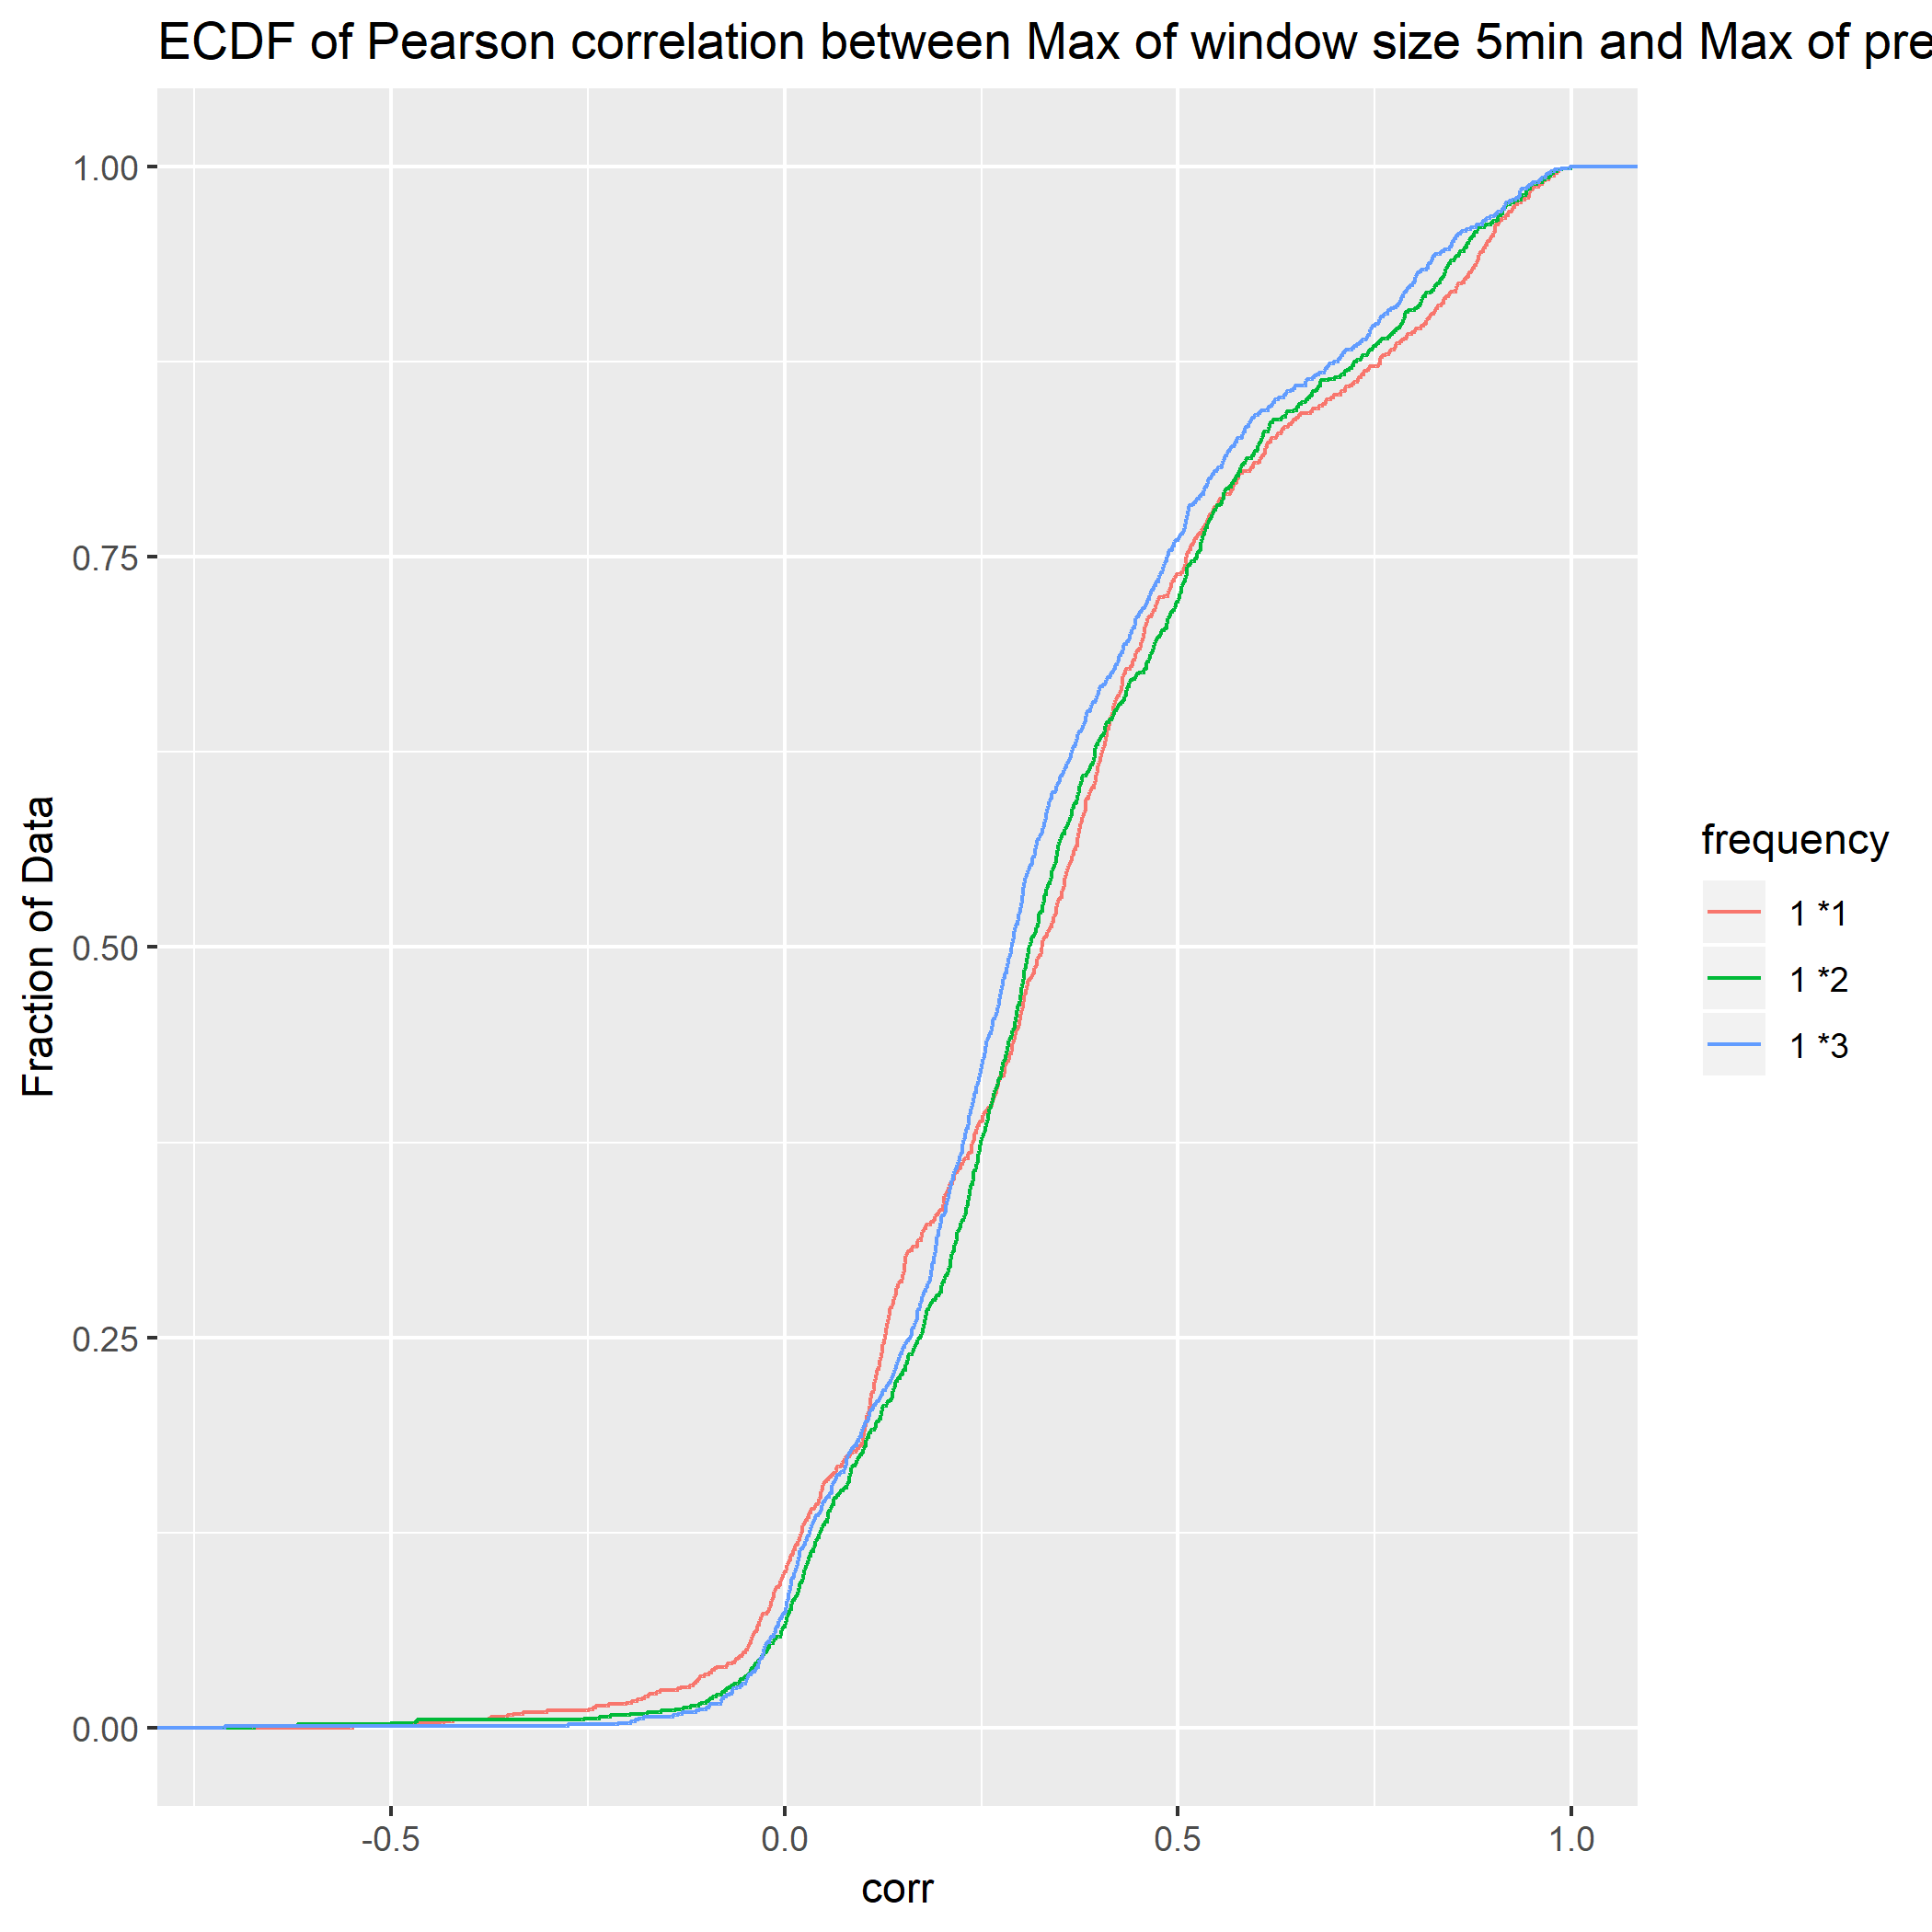 ECDF of Pearson correlation between Max of window size 5min and Max of pre
1.00
0.75
0.50
0.25
0.00
Fraction of Data
-0.5 0.0 0.5 1.0
corr
frequency
1 *1
1 *2
1 *3